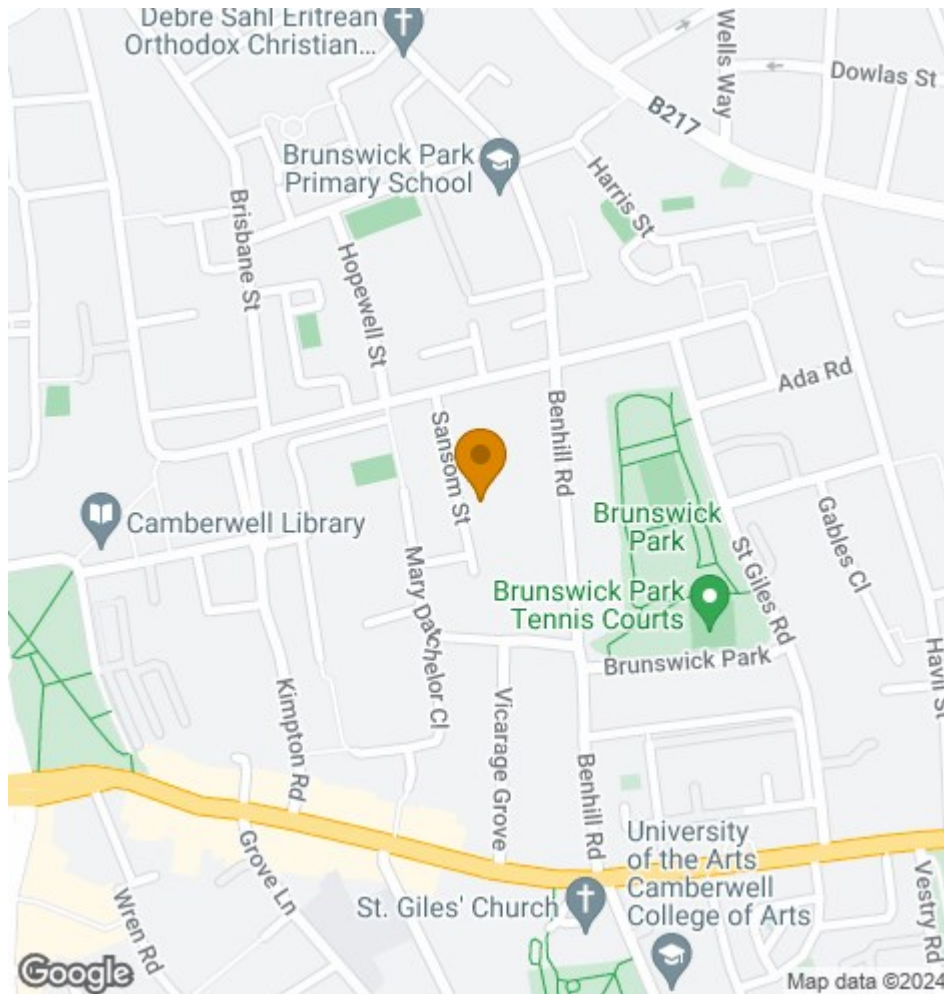 Debre Sahl Eritrean
Orthodox Christian...
Wells Way
Dowlas St
B217
Brunswick Park
Primary School
Harris St
Brisbane St
Hopewell St
Ada Rd
Benhill Rd
Sansom St
Camberwell Library
Brunswick
Park
Gables Cl
St Giles Rd
Brunswick Park
Tennis Courts
Mary Datchelor Cl
Brunswick Park
Havil St
Kimpton Rd
Vicarage Grove
Benhill Rd
University
of the Arts
Camberwell
College of Arts
Grove Ln
Wren Rd
St. Giles' Church
Vestry Rd
Google
Map data ©2024